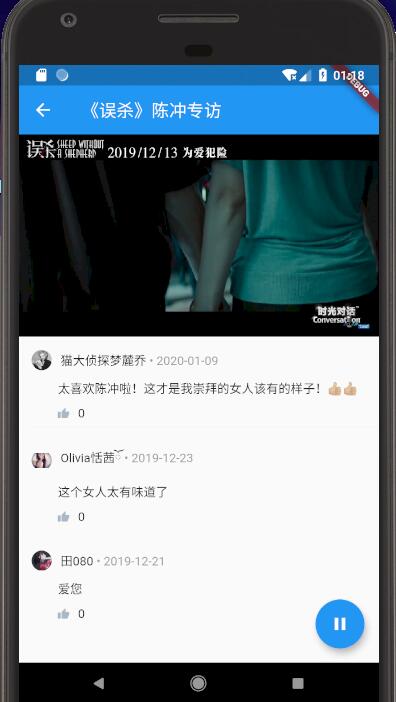 01:18
DEBUG
《误杀》陈冲专访
误杀 SHEEP WITHOUT A SHEPHERD 2019/12/13 为爱犯险
时光对话
Conversation
猫大侦探梦麓乔 • 2020-01-09
太喜欢陈冲啦！这才是我崇拜的女人该有的样子！👍🏼👍🏼
0
Olivia恬茜 • 2019-12-23
这个女人太有味道了
0
田080 • 2019-12-21
爱您
0